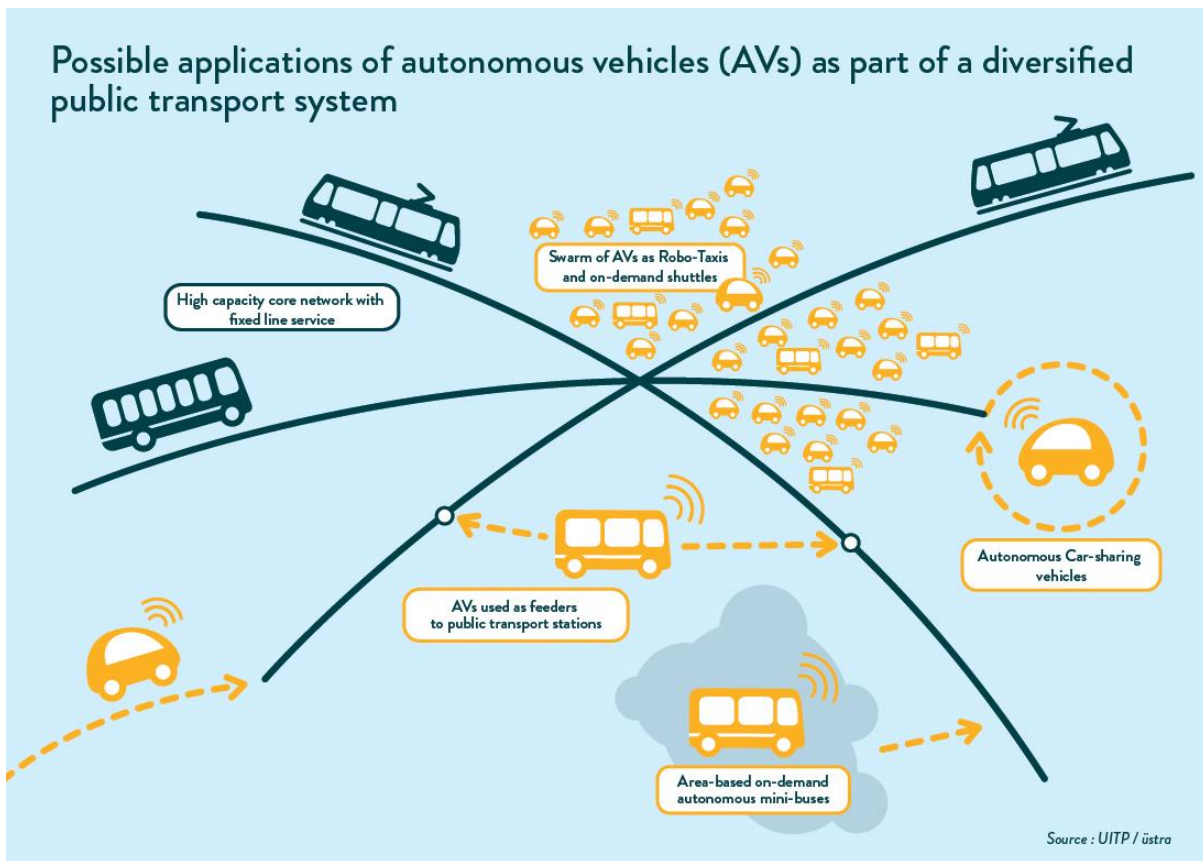 Possible applications of autonomous vehicles (AVs) as part of a diversified
public transport system
Swarm of AVs as Robo-Taxis
and on-demand shuttles
High capacity core network with
fixed line service
Autonomous Car-sharing
vehicles
AVs used as feeders
to public transport stations
Area-based on-demand
autonomous mini-buses
Source : UITP / üstra